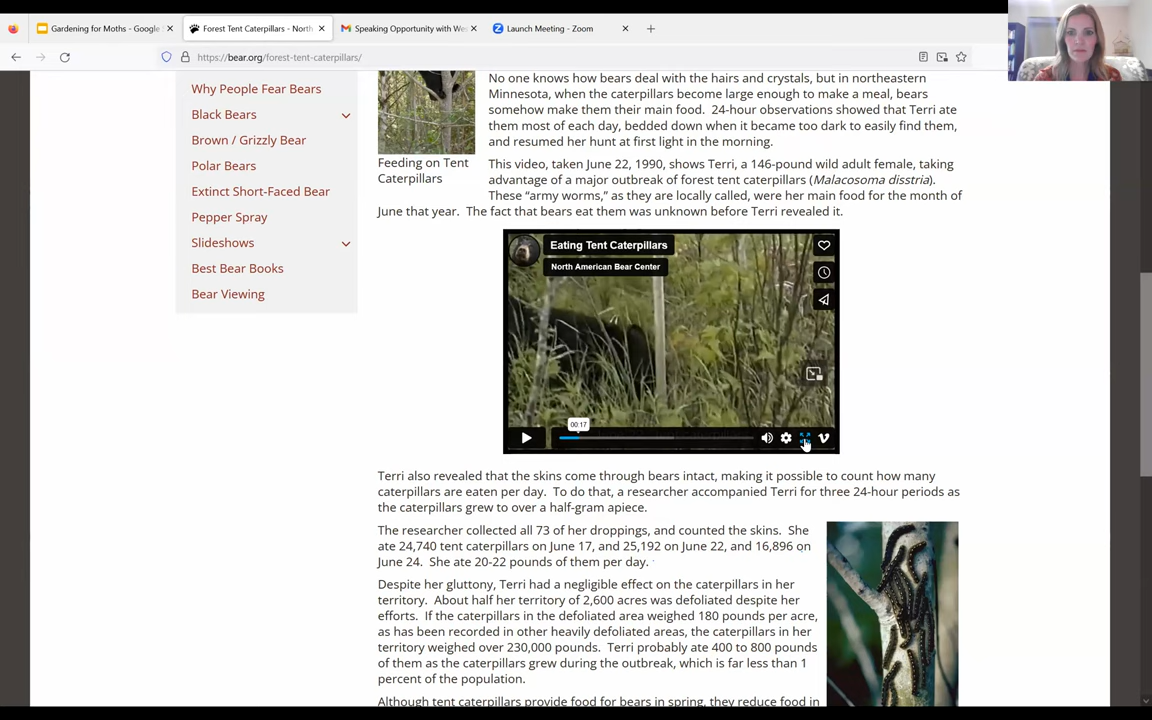 Gardening for Moths - Google
Forest Tent Caterpillars - North
Speaking Opportunity with We
Launch Meeting - Zoom
https://bear.org/forest-tent-caterpillars/
Why People Fear Bears
Black Bears
Brown / Grizzly Bear
Polar Bears
Extinct Short-Faced Bear
Pepper Spray
Slideshows
Best Bear Books
Bear Viewing
Feeding on Tent
Caterpillars
No one knows how bears deal with the hairs and crystals, but in northeastern
Minnesota, when the caterpillars become large enough to make a meal, bears
somehow make them their main food.  24-hour observations showed that Terri ate
them most of each day, bedded down when it became too dark to easily find them,
and resumed her hunt at first light in the morning.
This video, taken June 22, 1990, shows Terri, a 146-pound wild adult female, taking
advantage of a major outbreak of forest tent caterpillars (Malacosoma disstria).
These “army worms,” as they are locally called, were her main food for the month of
June that year.  The fact that bears eat them was unknown before Terri revealed it.
Eating Tent Caterpillars
North American Bear Center
00:17
Terri also revealed that the skins come through bears intact, making it possible to count how many
caterpillars are eaten per day.  To do that, a researcher accompanied Terri for three 24-hour periods as
the caterpillars grew to over a half-gram apiece.
The researcher collected all 73 of her droppings, and counted the skins.  She
ate 24,740 tent caterpillars on June 17, and 25,192 on June 22, and 16,896 on
June 24.  She ate 20-22 pounds of them per day.
Despite her gluttony, Terri had a negligible effect on the caterpillars in her
territory.  About half her territory of 2,600 acres was defoliated despite her
efforts.  If the caterpillars in the defoliated area weighed 180 pounds per acre,
as has been recorded in other heavily defoliated areas, the caterpillars in her
territory weighed over 230,000 pounds.  Terri probably ate 400 to 800 pounds
of them as the caterpillars grew during the outbreak, which is far less than 1
percent of the population.
Although tent caterpillars provide food for bears in spring, they reduce food in